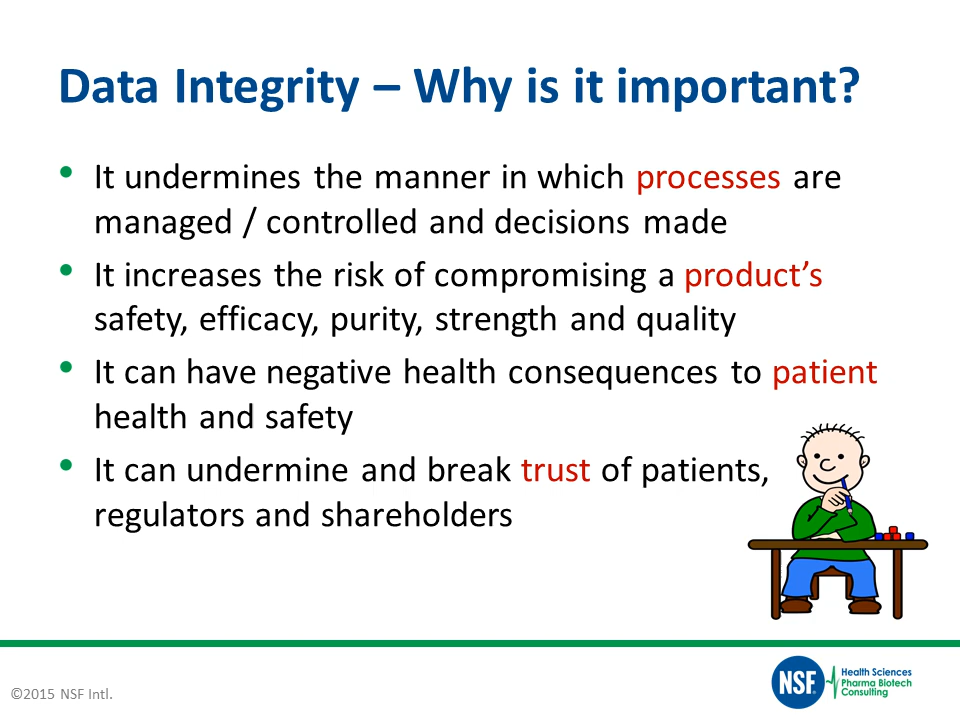 Data Integrity – Why is it important?
• It undermines the manner in which processes are
managed / controlled and decisions made
• It increases the risk of compromising a product’s
safety, efficacy, purity, strength and quality
• It can have negative health consequences to patient
health and safety
• It can undermine and break trust of patients,
regulators and shareholders
©2015 NSF Intl.
NSF
Health Sciences
Pharma Biotech
Consulting